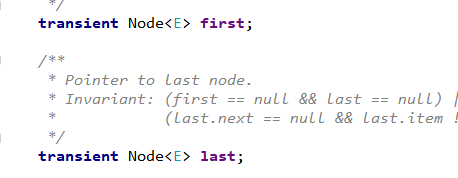 */
transient Node<E> first;
/**
* Pointer to last node.
* Invariant: (first == null && last == null) |
* (last.next == null && last.item !
*/
transient Node<E> last;